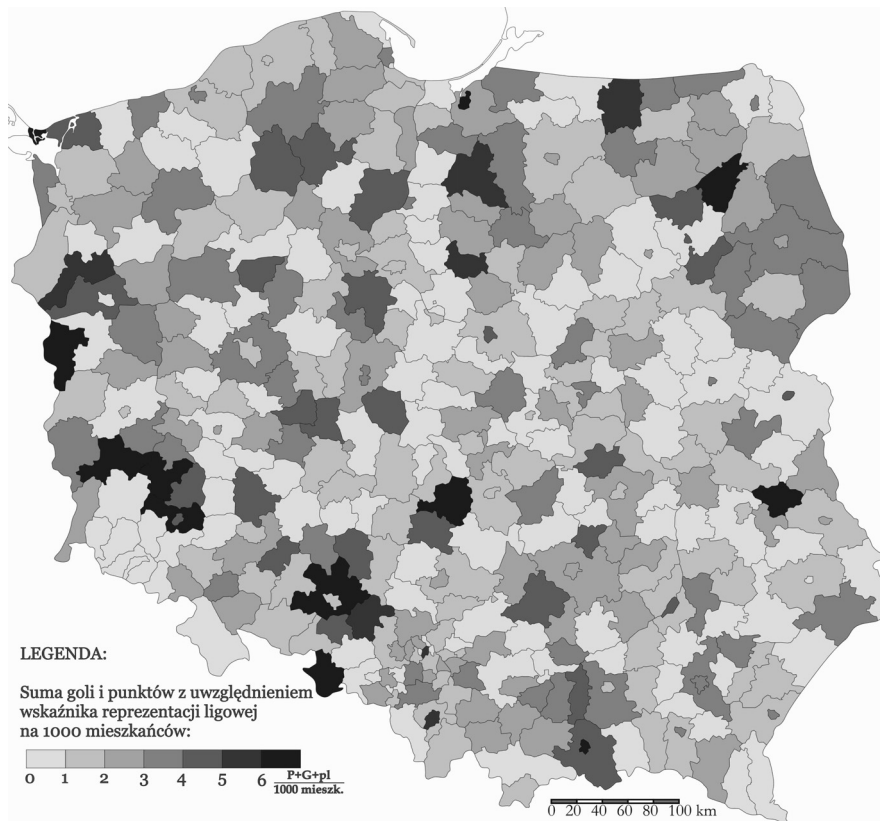 LEGENDA:
Suma goli i punktów z uwzględnieniem
wskaźnika reprezentacji ligowej
na 1000 mieszkańców:
0 1 2 3 4 5 6 P+G+pl
1000 mieszk.
0 20 40 60 80 100 km